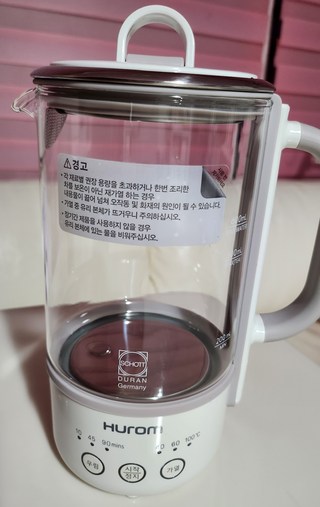 ⚠경고
• 각 재료별 권장 용량을 초과하거나 한번 조리한
차를 보온이 아닌 재가열 하는 경우
내용물이 끓어 넘쳐 오작동 및 화재의 원인이 될 수 있습니다.
• 가열 중 유리 본체가 뜨거우니 주의하십시오.
• 장기간 제품을 사용하지 않을 경우
유리 본체에 있는 물을 비워주십시오.
SCHOTT
DURAN
Germany
Hurom
10 45 90mins
60 100℃
우림
시작
정지
가열